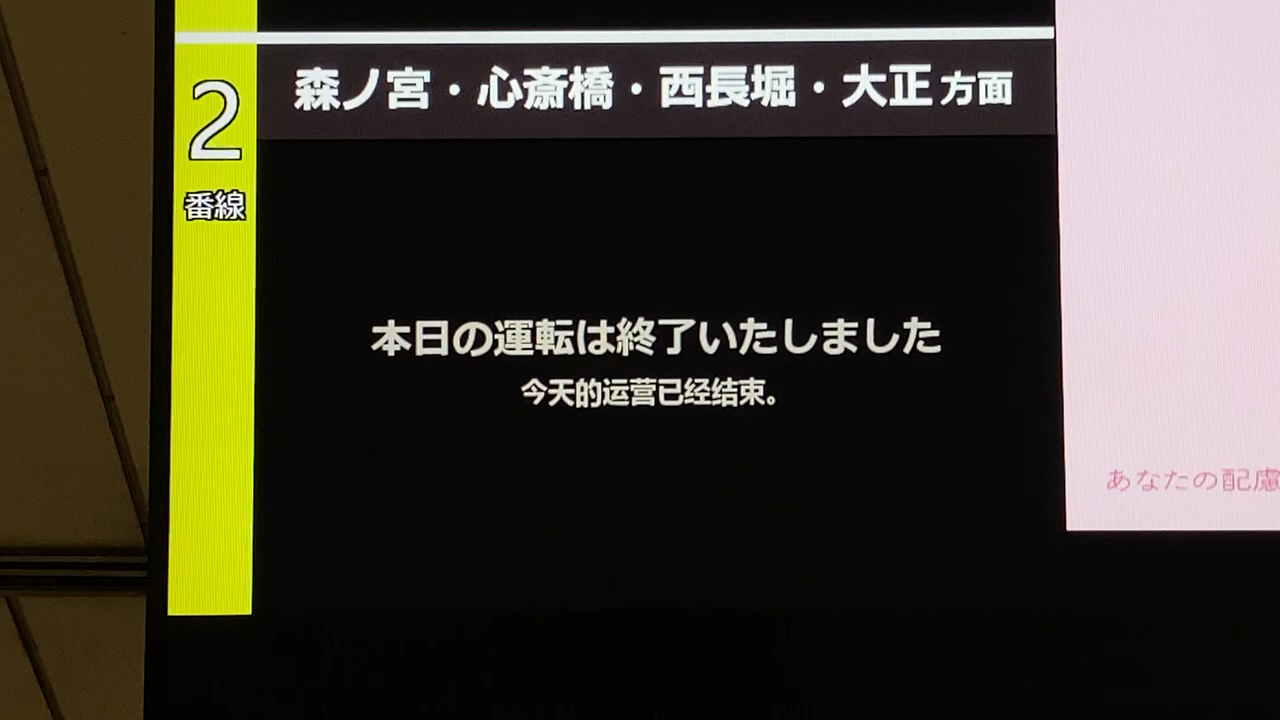 2
番線
森ノ宮・心斎橋・西長堀・大正方面
本日の運転は終了いたしました
今天的运营已经结束。
あなたの配慮